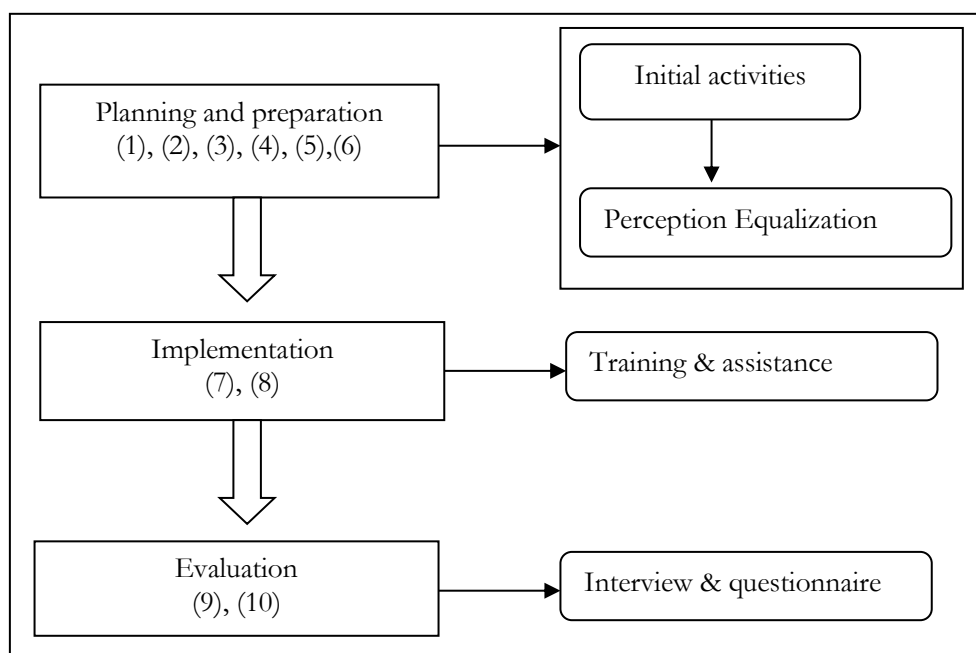 Planning and preparation
(1), (2), (3), (4), (5),(6)
Initial activities
Perception Equalization
Implementation
(7), (8)
Training & assistance
Evaluation
(9), (10)
Interview & questionnaire